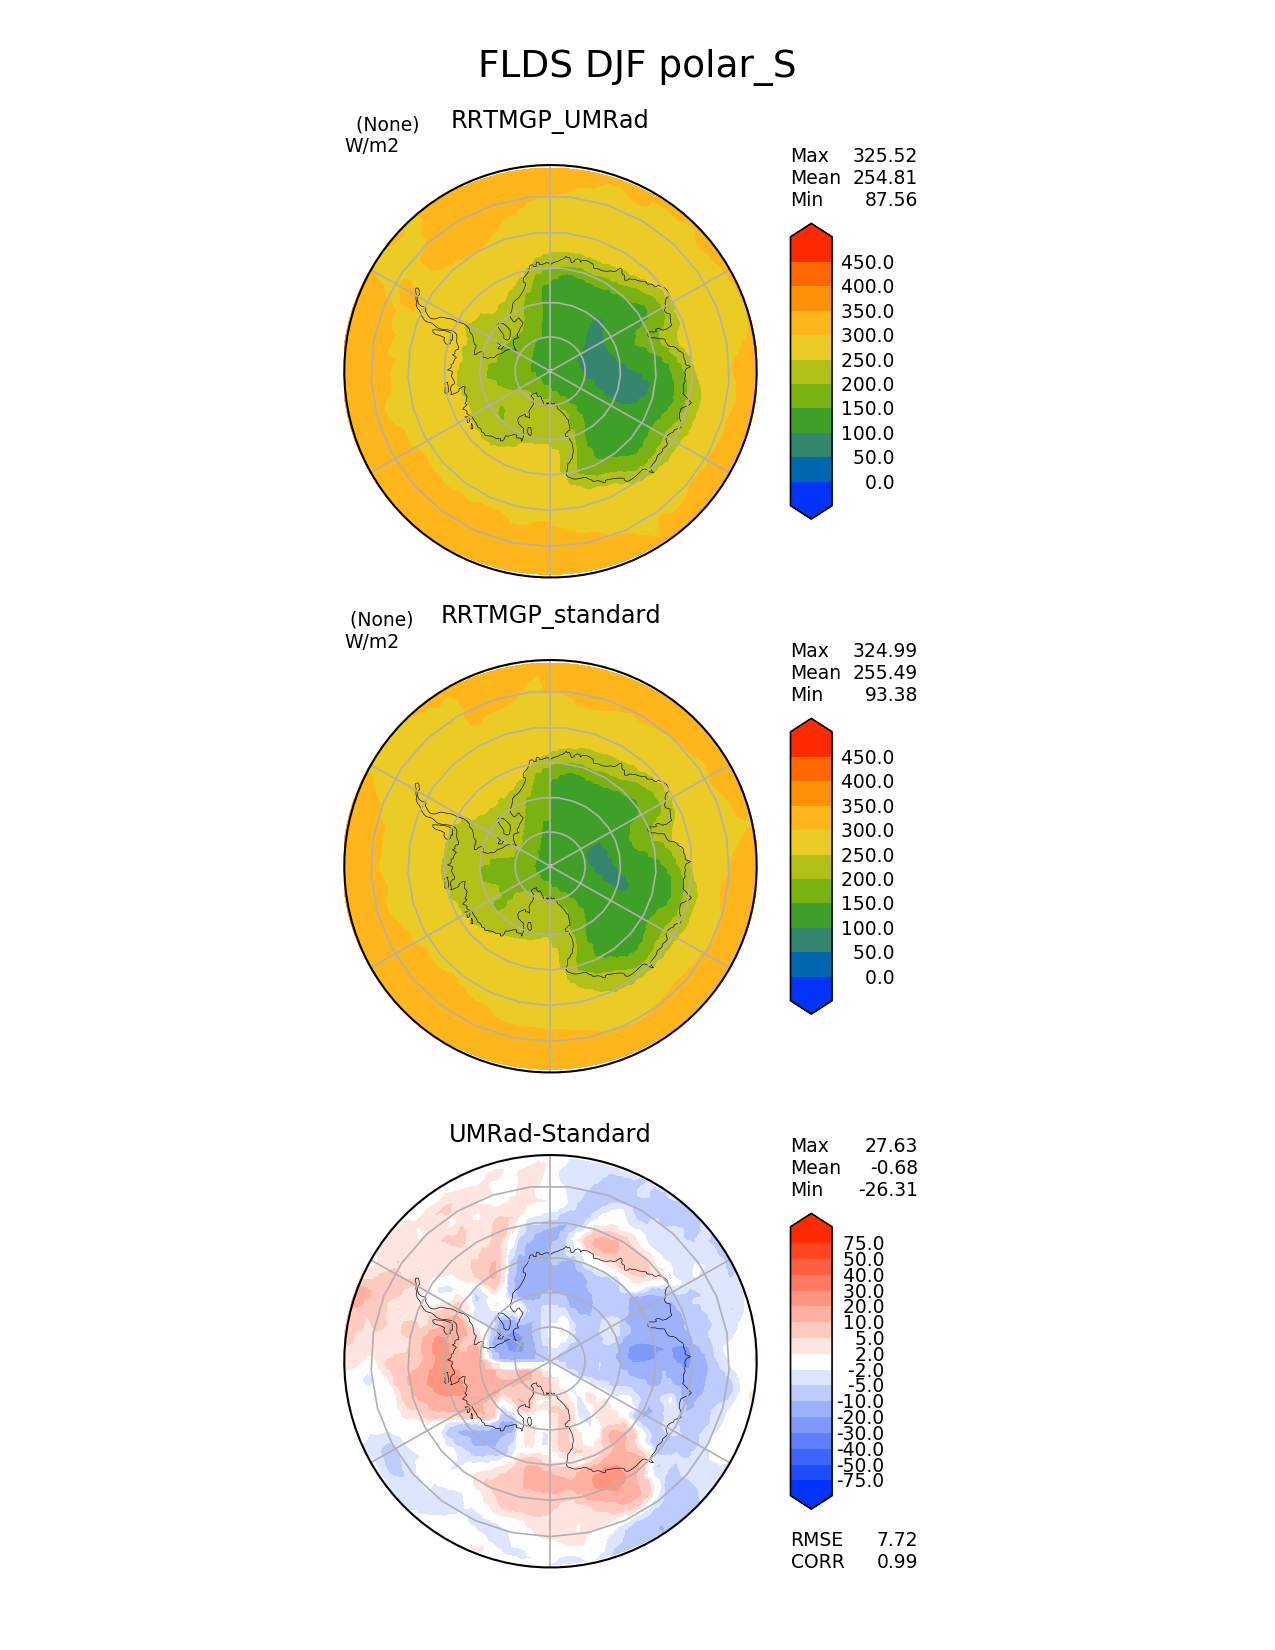 FLDS DJF polar_S
(None) RRTMGP_UMRad
W/m2
Max 325.52
Mean 254.81
Min 87.56
450.0
400.0
350.0
300.0
250.0
200.0
150.0
100.0
50.0
0.0
(None) RRTMGP_standard
W/m2
Max 324.99
Mean 255.49
Min 93.38
450.0
400.0
350.0
300.0
250.0
200.0
150.0
100.0
50.0
0.0
UMRad-Standard
Max 27.63
Mean -0.68
Min -26.31
75.0
50.0
40.0
30.0
20.0
10.0
5.0
2.0
-2.0
-5.0
-10.0
-20.0
-30.0
-40.0
-50.0
-75.0
RMSE 7.72
CORR 0.99